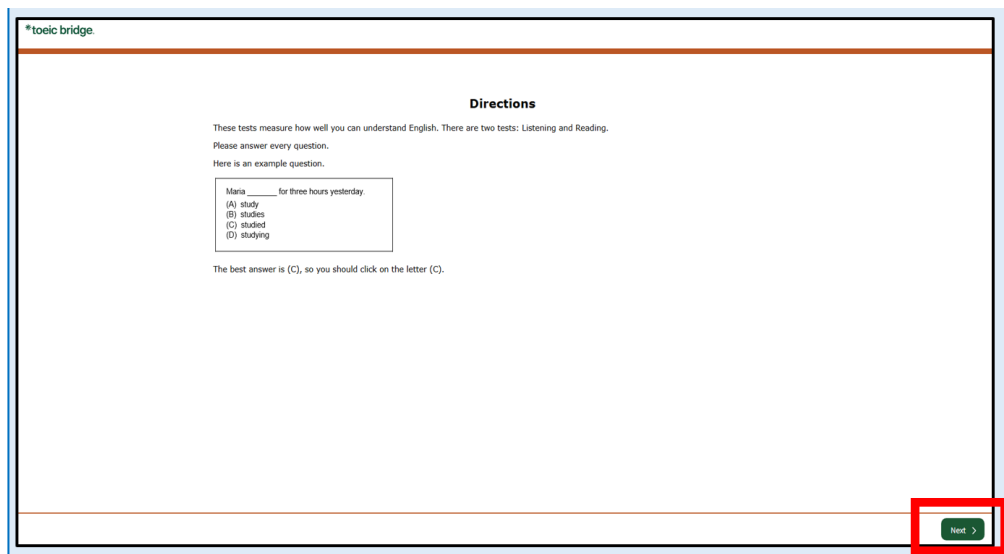 *toeic bridge.
Directions
These tests measure how well you can understand English. There are two tests: Listening and Reading.
Please answer every question.
Here is an example question.
Maria ______ for three hours yesterday.
(A) study
(B) studies
(C) studied
(D) studying
The best answer is (C), so you should click on the letter (C).
Next >